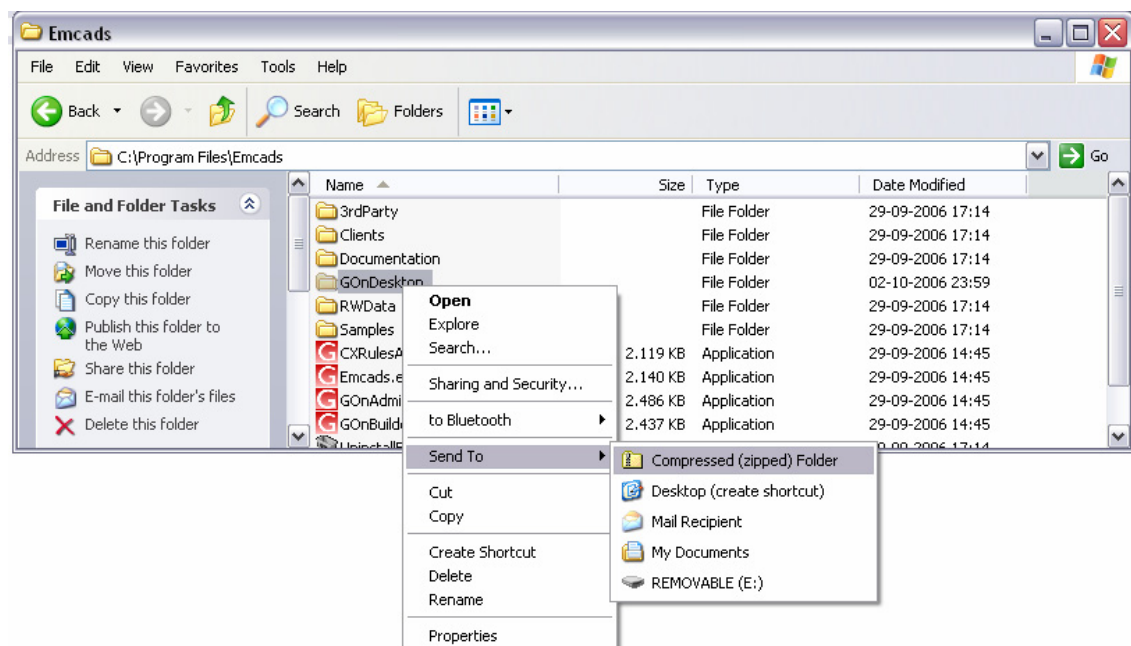 Emcads
File Edit View Favorites Tools Help
Back Search Folders
Address C:\Program Files\Emcads Go
File and Folder Tasks
Rename this folder
Move this folder
Copy this folder
Publish this folder to
the Web
Share this folder
E-mail this folder's files
Delete this folder
Name Size Type Date Modified
3rdParty File Folder 29-09-2006 17:14
Clients File Folder 29-09-2006 17:14
Documentation File Folder 29-09-2006 17:14
GOnDesktop File Folder 02-10-2006 23:59
RWData File Folder 29-09-2006 17:14
Samples File Folder 29-09-2006 17:14
CXRulesA 2.119 KB Application 29-09-2006 14:45
Emcads.e 2.140 KB Application 29-09-2006 14:45
GOnAdmi 2.486 KB Application 29-09-2006 14:45
GOnBuild 2.437 KB Application 29-09-2006 14:45
Open
Explore
Search...
Sharing and Security...
to Bluetooth
Send To
Cut
Copy
Create Shortcut
Delete
Rename
Properties
Compressed (zipped) Folder
Desktop (create shortcut)
Mail Recipient
My Documents
REMOVABLE (E:)